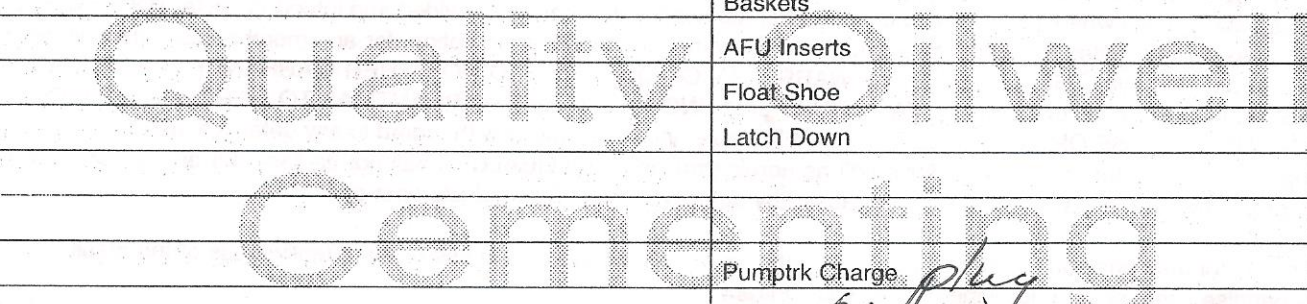 Baskets
Quality Oilwell
AFU Inserts
Float Shoe
Latch Down
Cementing
Pumptrk Charge plug